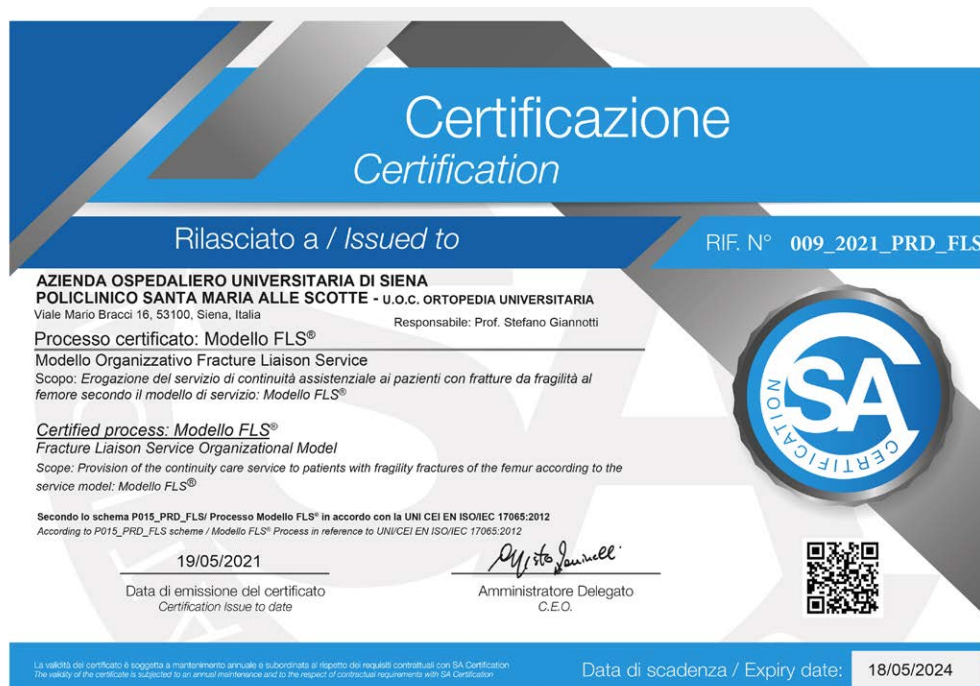 Certificazione
Certification
Rilasciato a / Issued to
RIF. N° 009_2021_PRD_FLS
AZIENDA OSPEDALIERO UNIVERSITARIA DI SIENA
POLICLINICO SANTA MARIA ALLE SCOTTE - U.O.C. ORTOPEDIA UNIVERSITARIA
Viale Mario Bracci 16, 53100, Siena, Italia
Responsabile: Prof. Stefano Giannotti
Processo certificato: Modello FLS®
Modello Organizzativo Fracture Liaison Service
Scopo: Erogazione del servizio di continuità assistenziale ai pazienti con fratture da fragilità al
femore secondo il modello di servizio: Modello FLS®
Certified process: Modello FLS®
Fracture Liaison Service Organizational Model
Scope: Provision of the continuity care service to patients with fragility fractures of the femur according to the
service model: Modello FLS®
Secondo lo schema P015_PRD_FLS/ Processo Modello FLS® in accordo con la UNI CEI EN ISO/IEC 17065:2012
According to P015_PRD_FLS scheme / Modello FLS® Process in reference to UNI/CEI EN ISO/IEC 17065:2012
SA
CERTIFICATION
19/05/2021
Data di emissione del certificato
Certification Issue to date
Amministratore Delegato
C.E.O.
La validità del certificato è soggetta a mantenimento annuale e subordinata al rispetto dei requisiti contrattuali con SA Certification
The validity of the certificate is subjected to an annual maintenance and to the respect of contractual requirements with SA Certification
Data di scadenza / Expiry date: 18/05/2024